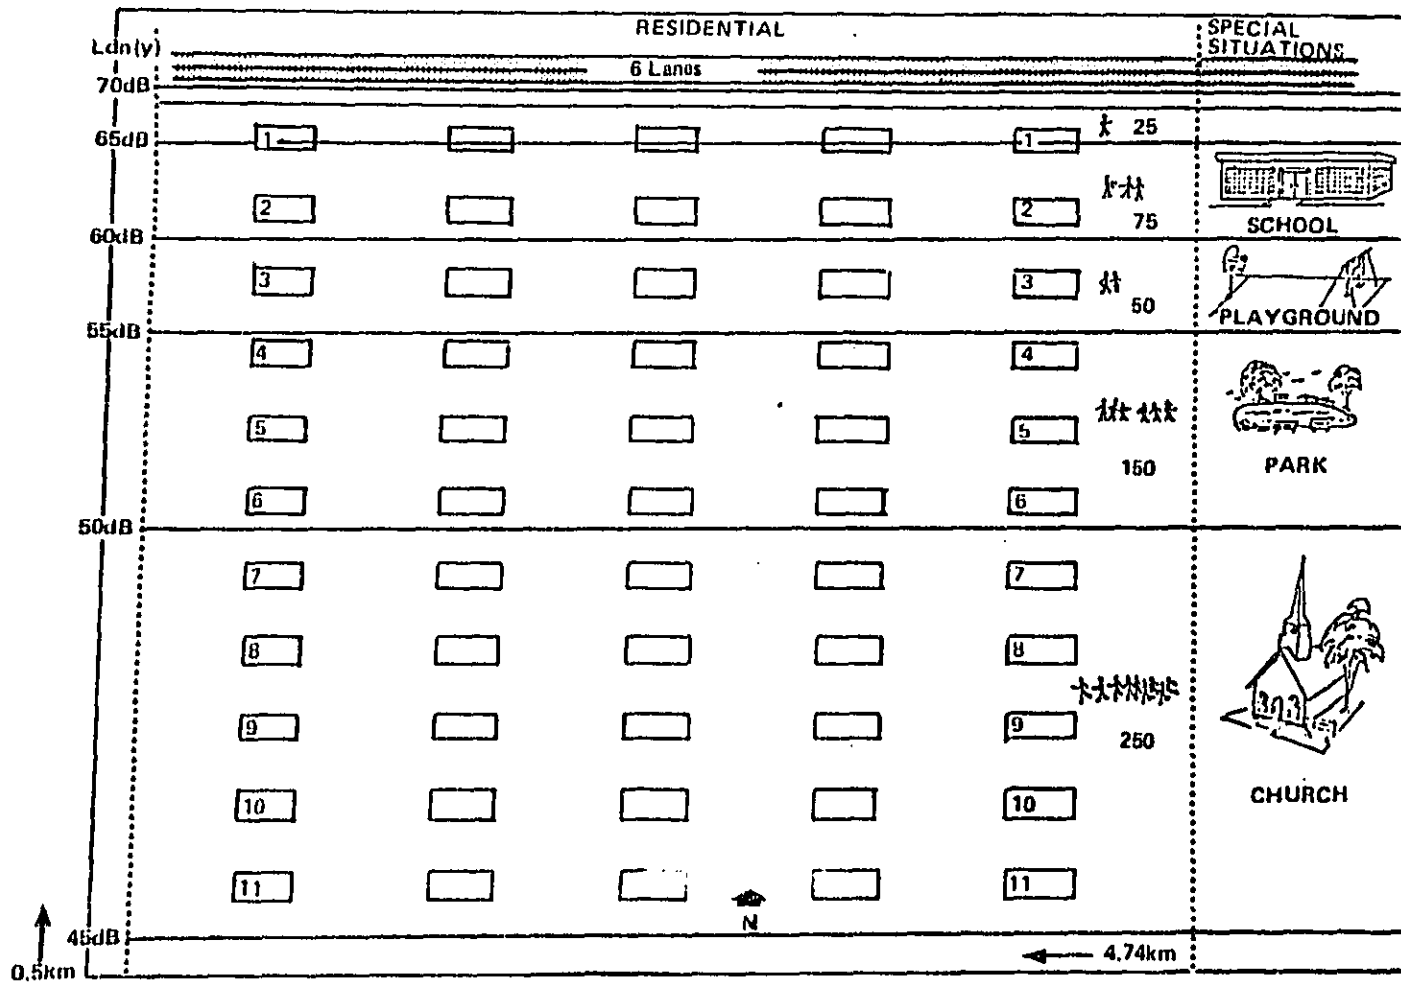 RESIDENTIAL
SPECIAL
SITUATIONS
Ldn(y)
6 Lanes
70dB
25
65dB
1
1
2
2
75
SCHOOL
60dB
3
3
50
PLAYGROUND
55dB
4
4
5
5
150
PARK
6
6
50dB
7
7
8
8
9
9
250
10
10
CHURCH
11
11
N
45dB
4.74km
0.5km